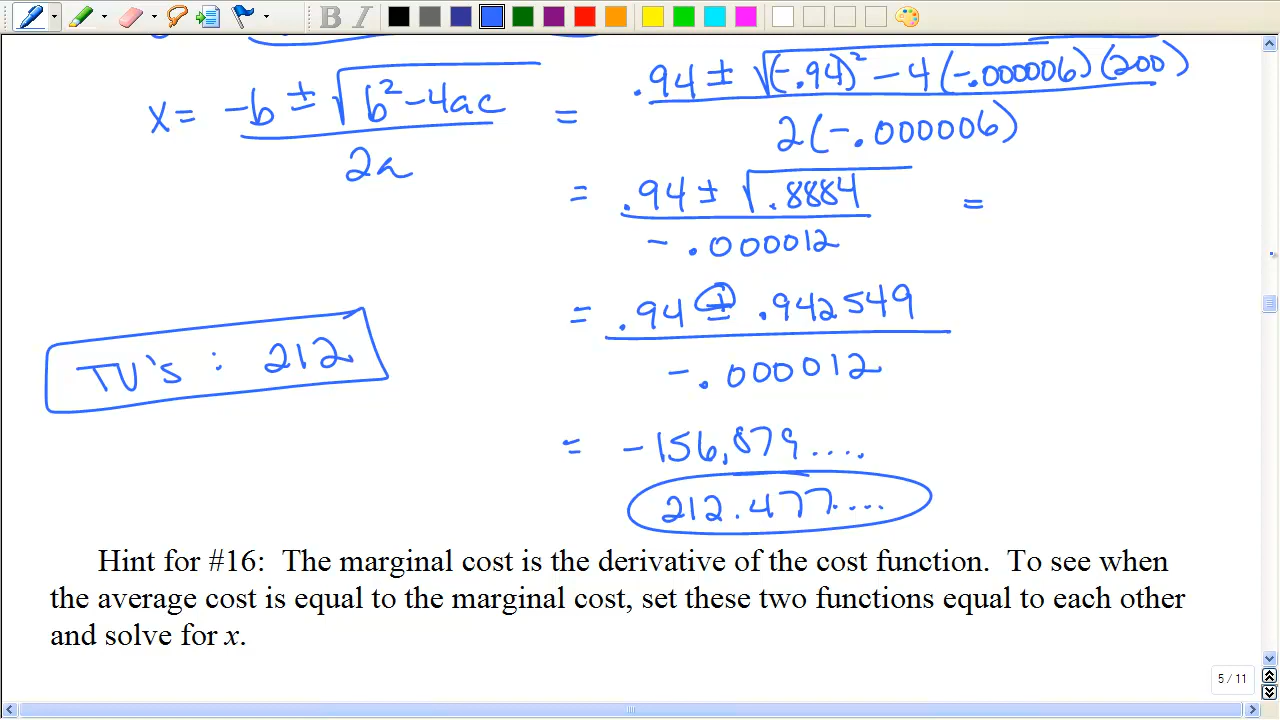 x = -b ± √b² - 4ac / 2a = .94 ± √(-.94)² - 4(-.000006)(200) / 2(-.000006)
= .94 ± √.8884 / -.000012 =
= .94 ± .942549 / -.000012
TV's : 212
= -156,879....
212.477....
Hint for #16: The marginal cost is the derivative of the cost function. To see when
the average cost is equal to the marginal cost, set these two functions equal to each other
and solve for x.
5 / 11